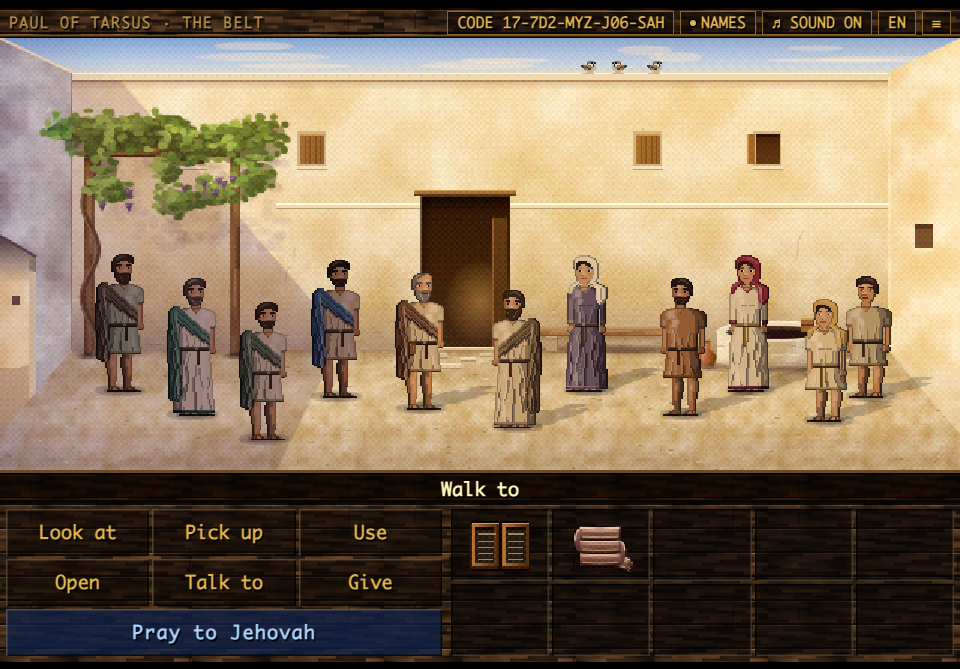 PAUL OF TARSUS · THE BELT
CODE 17-7D2-MYZ-J06-SAH
• NAMES
♬ SOUND ON
EN
≡
Walk to
Look at
Pick up
Use
Open
Talk to
Give
Pray to Jehovah